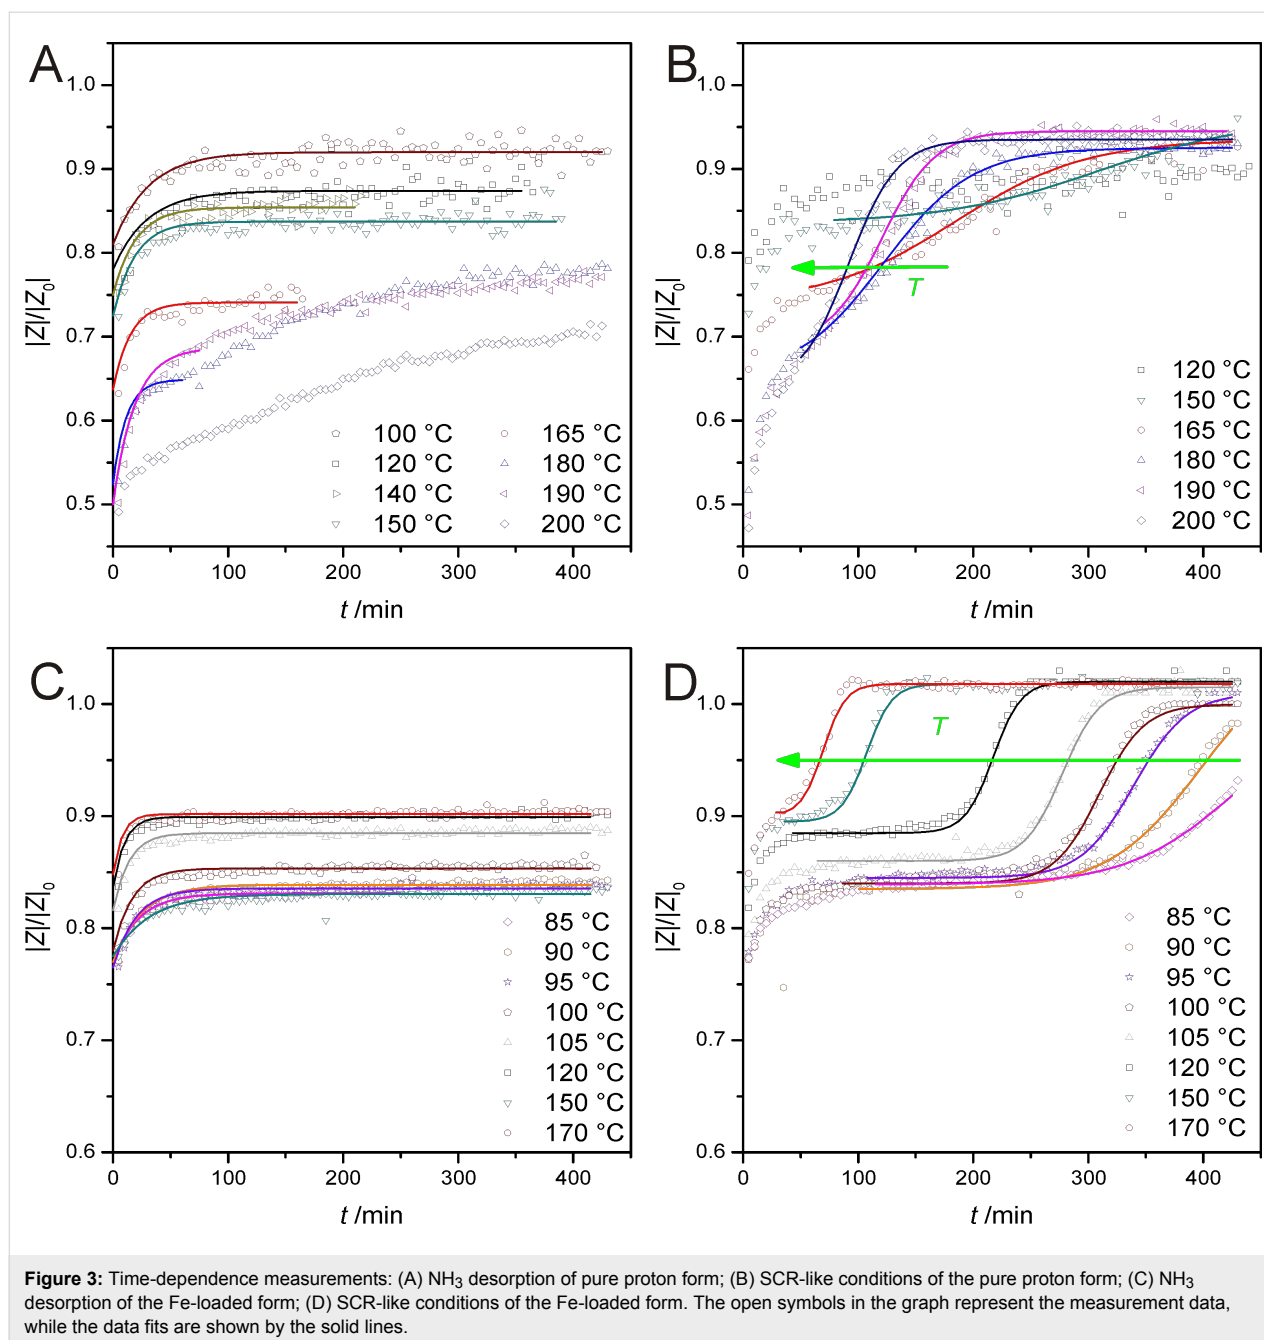 A
B
1.0
0.9
0.8
0.7
0.6
0.5
|Z|/|Z₀|
0
100
200
300
400
t /min
100 °C
120 °C
140 °C
150 °C
165 °C
180 °C
190 °C
200 °C
1.0
0.9
0.8
0.7
0.6
0.5
|Z|/|Z₀|
T
120 °C
150 °C
165 °C
180 °C
190 °C
200 °C
0
100
200
300
400
t /min
C
D
1.0
0.9
0.8
0.7
0.6
|Z|/|Z|₀
85 °C
90 °C
95 °C
100 °C
105 °C
120 °C
150 °C
170 °C
0
100
200
300
400
t /min
1.0
0.9
0.8
0.7
0.6
|Z|/|Z|₀
T
85 °C
90 °C
95 °C
100 °C
105 °C
120 °C
150 °C
170 °C
0
100
200
300
400
t /min
Figure 3: Time-dependence measurements: (A) NH₃ desorption of pure proton form; (B) SCR-like conditions of the pure proton form; (C) NH₃
desorption of the Fe-loaded form; (D) SCR-like conditions of the Fe-loaded form. The open symbols in the graph represent the measurement data,
while the data fits are shown by the solid lines.